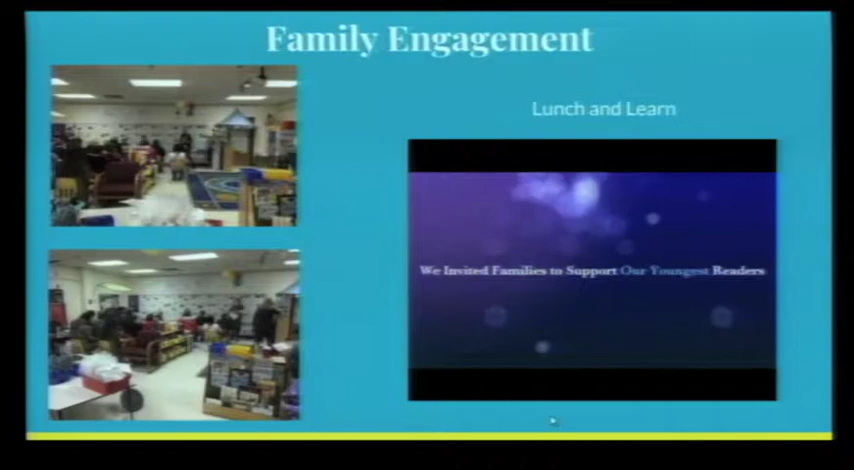 Family Engagement
Lunch and Learn
We Invited Families to Support Our Youngest Readers